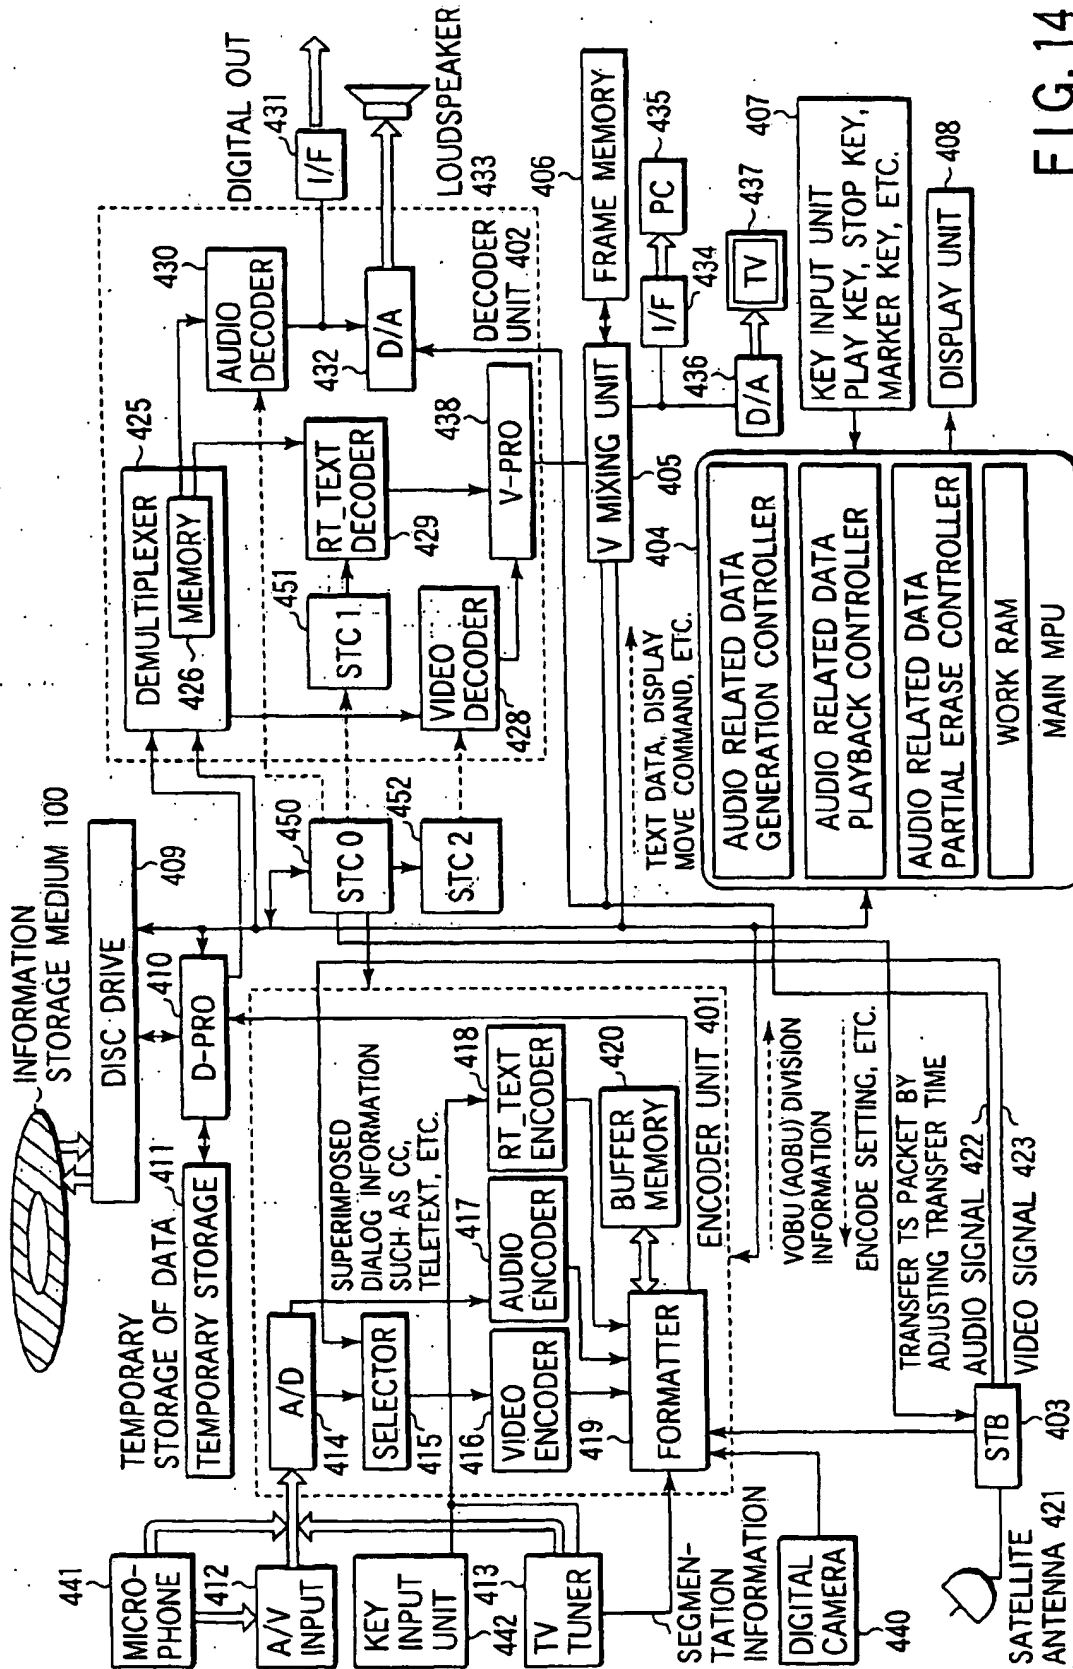 INFORMATION
STORAGE MEDIUM 100
DISC DRIVE
409
410
D-PRO
TEMPORARY
STORAGE OF DATA
411
TEMPORARY STORAGE
441
MICRO-
PHONE
412
A/V
INPUT
KEY
INPUT
UNIT
442
413
TV
TUNER
SEGMEN-
TATION
INFORMATION
DIGITAL
CAMERA
440
SATELLITE
ANTENNA 421
STB
403
A/D
414
SELECTOR
415
SUPERIMPOSED
DIALOG INFORMATION
SUCH AS CC,
TELETEXT, ETC.
416
VIDEO
ENCODER
417
AUDIO
ENCODER
418
RT_TEXT
ENCODER
419
FORMATTER
420
BUFFER
MEMORY
ENCODER UNIT 401
VOBU (AOBU) DIVISION
INFORMATION
ENCODE SETTING, ETC.
TRANSFER TS PACKET BY
ADJUSTING TRANSFER TIME
AUDIO SIGNAL 422
VIDEO SIGNAL 423
450
STC 0
452
STC 2
451
STC 1
425
DEMULTIPLEXER
426
MEMORY
430
AUDIO
DECODER
RT_TEXT
DECODER
429
VIDEO
DECODER
428
432
D/A
438
V-PRO
DECODER
UNIT 402
DIGITAL OUT
431
I/F
LOUDSPEAKER
433
V MIXING UNIT
405
406
FRAME MEMORY
I/F
434
PC
435
436
D/A
TV
437
TEXT DATA, DISPLAY
MOVE COMMAND, ETC.
404
AUDIO RELATED DATA
GENERATION CONTROLLER
AUDIO RELATED DATA
PLAYBACK CONTROLLER
AUDIO RELATED DATA
PARTIAL ERASE CONTROLLER
WORK RAM
MAIN MPU
407
KEY INPUT UNIT
PLAY KEY, STOP KEY,
MARKER KEY, ETC.
408
DISPLAY UNIT
FIG. 14